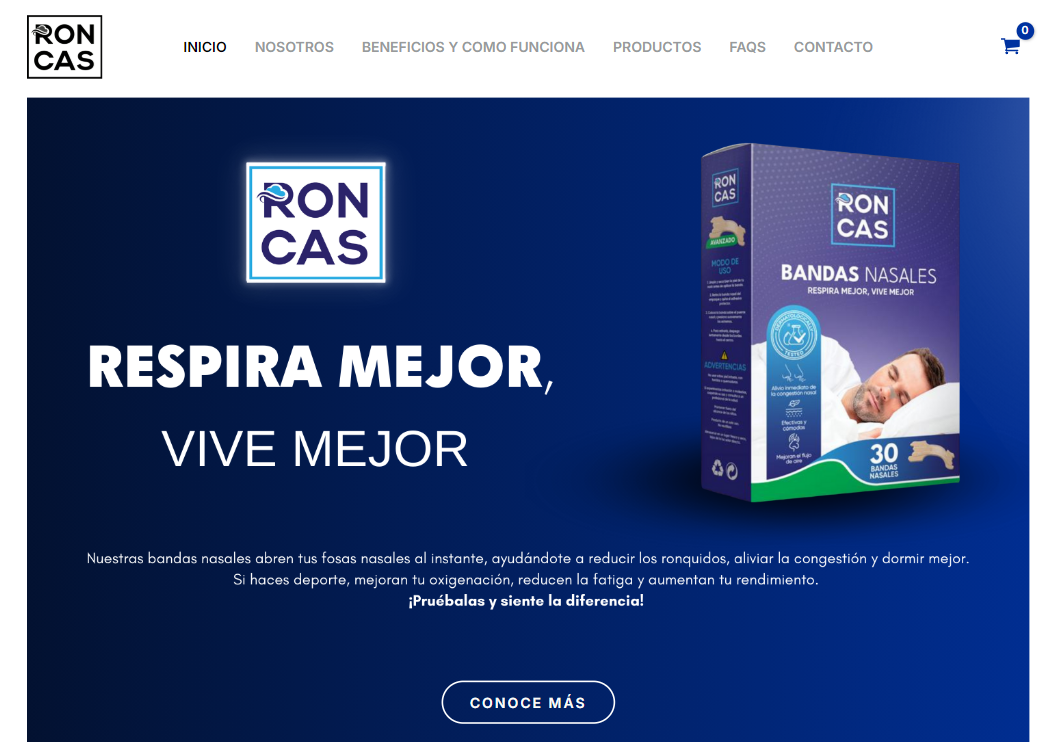 RON
CAS
INICIO
NOSOTROS
BENEFICIOS Y COMO FUNCIONA
PRODUCTOS
FAQS
CONTACTO
0
RON
CAS
RESPIRA MEJOR,
VIVE MEJOR
RON
CAS
AVANZADO
MODO DE
USO
ADVERTENCIAS
RON
CAS
BANDAS NASALES
RESPIRA MEJOR, VIVE MEJOR
TESTED
Alivio inmediato de
la congestión nasal
Efectivas y
cómodas
Mejoran el flujo
de aire
30
BANDAS
NASALES
Nuestras bandas nasales abren tus fosas nasales al instante, ayudándote a reducir los ronquidos, aliviar la congestión y dormir mejor.
Si haces deporte, mejoran tu oxigenación, reducen la fatiga y aumentan tu rendimiento.
¡Pruébalas y siente la diferencia!
CONOCE MÁS